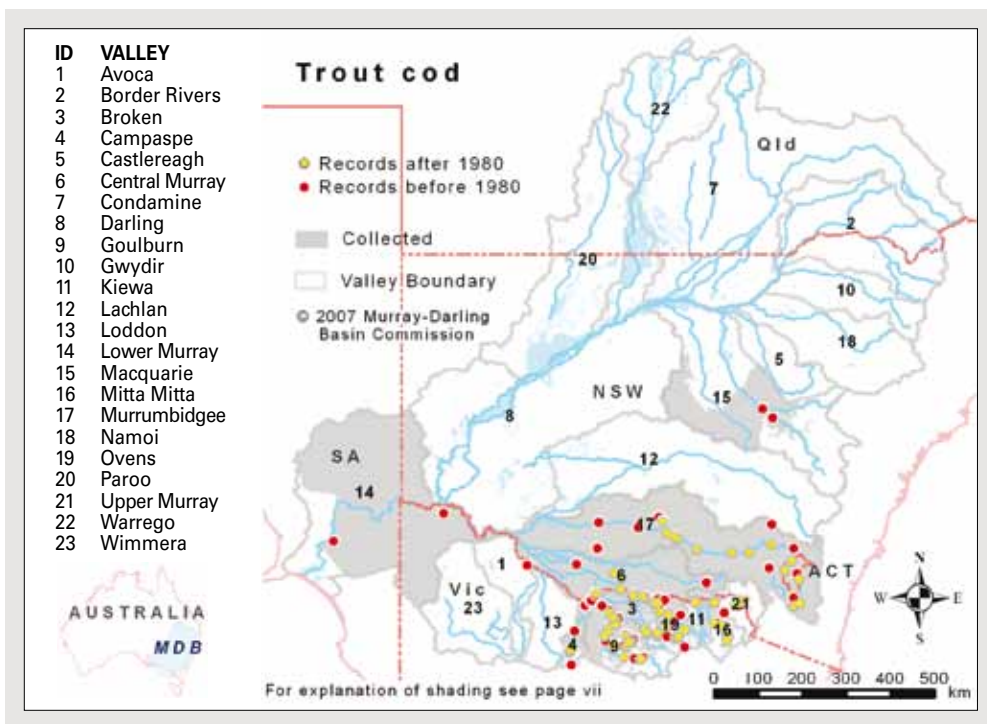 ID VALLEY
1 Avoca
2 Border Rivers
3 Broken
4 Campaspe
5 Castlereagh
6 Central Murray
7 Condamine
8 Darling
9 Goulburn
10 Gwydir
11 Kiewa
12 Lachlan
13 Loddon
14 Lower Murray
15 Macquarie
16 Mitta Mitta
17 Murrumbidgee
18 Namoi
19 Ovens
20 Paroo
21 Upper Murray
22 Warrego
23 Wimmera
AUSTRALIA
MDB
Trout cod
Records after 1980
Records before 1980
Collected
Valley Boundary
© 2007 Murray-Darling
Basin Commission
22
Qld
7
2
20
10
18
5
NSW
15
8
SA
12
14
17
ACT
1
6
Vic
23
3
21
13
19
11
16
4
9
N
W E
S
For explanation of shading see page vii
0 100 200 300 400 500
km